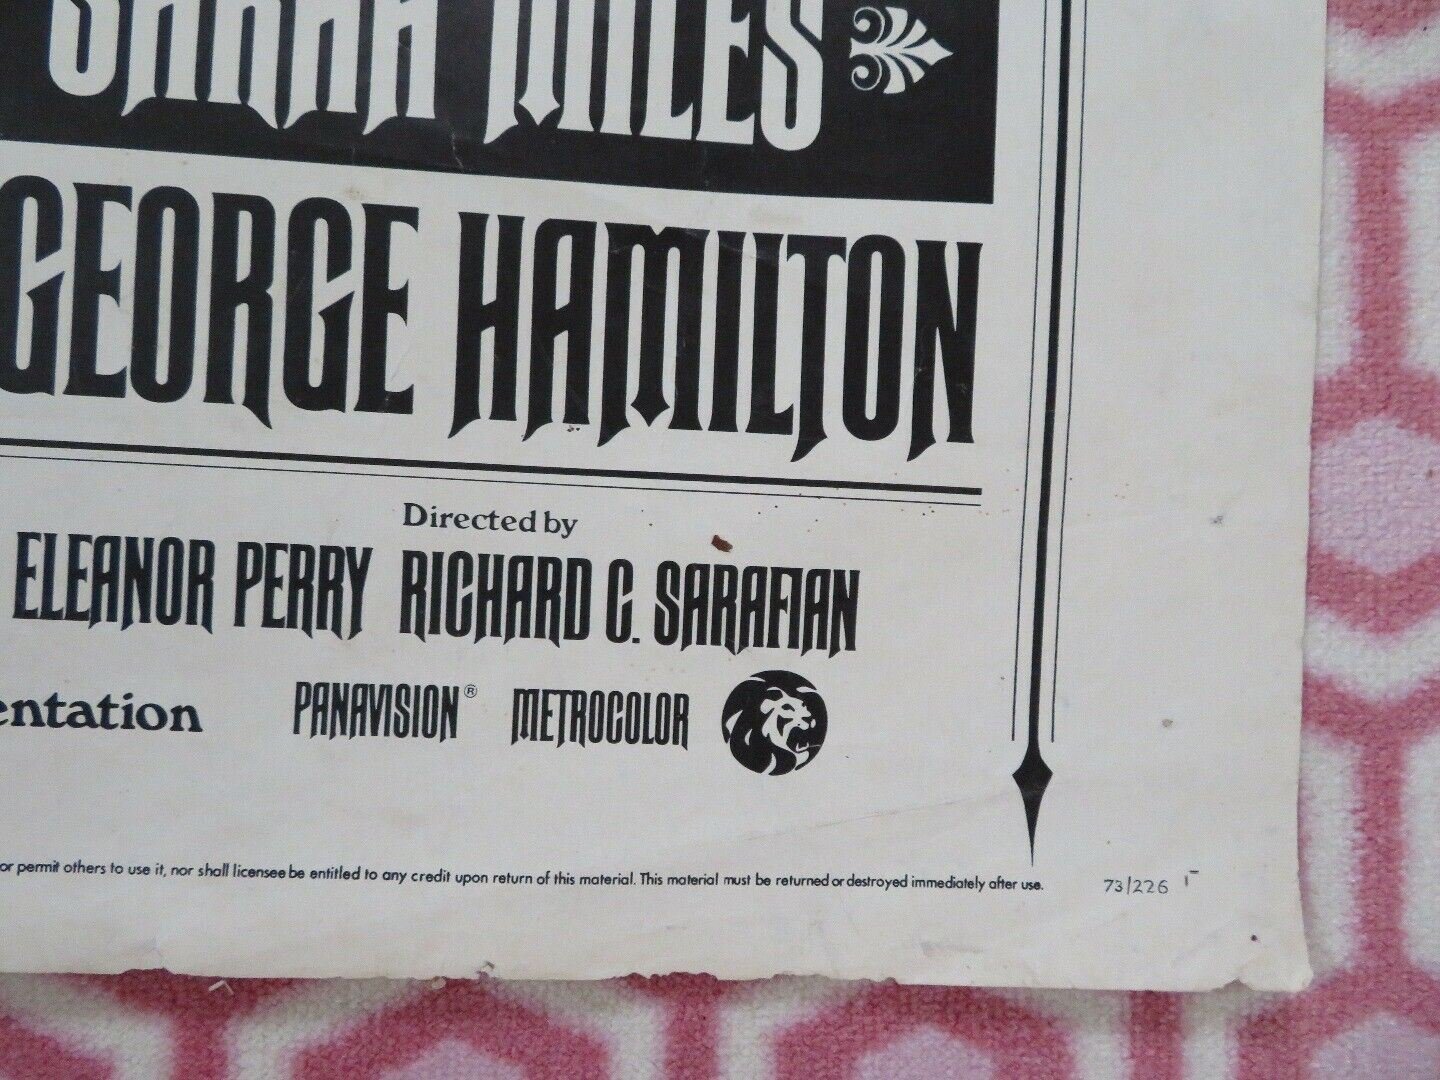 SARAH MILES
GEORGE HAMILTON
Directed by
ELEANOR PERRY RICHARD C. SARAFIAN
entation PANAVISION® METROCOLOR
or permit others to use it, nor shall licensee be entitled to any credit upon return of this material. This material must be returned or destroyed immediately after use. 73/226